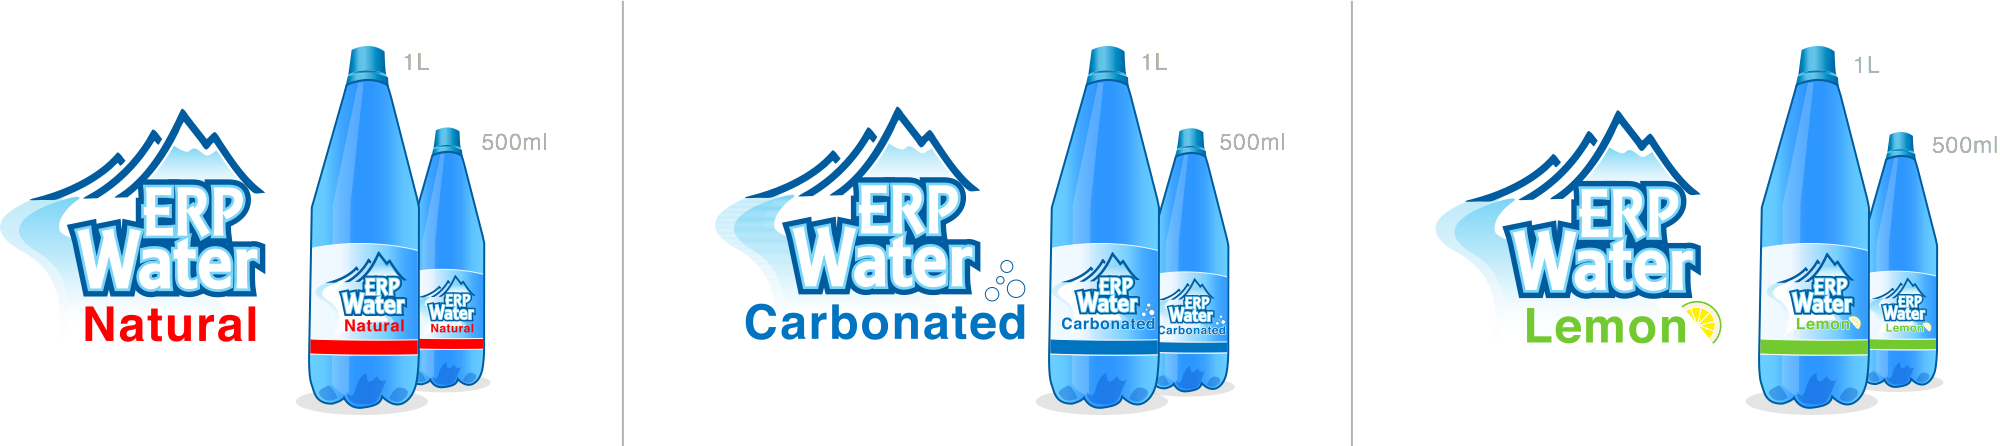 ERP
Water
Natural
1L
500ml
ERP
Water
Natural
ERP
Water
Natural
ERP
Water
Carbonated
1L
500ml
ERP
Water
Carbonated
ERP
Water
Carbonated
ERP
Water
Lemon
1L
500ml
ERP
Water
Lemon
ERP
Water
Lemon